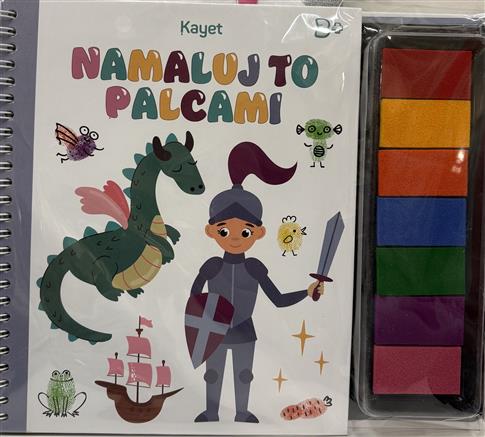 Kayet
NAMALUJ TO
PALCAMI